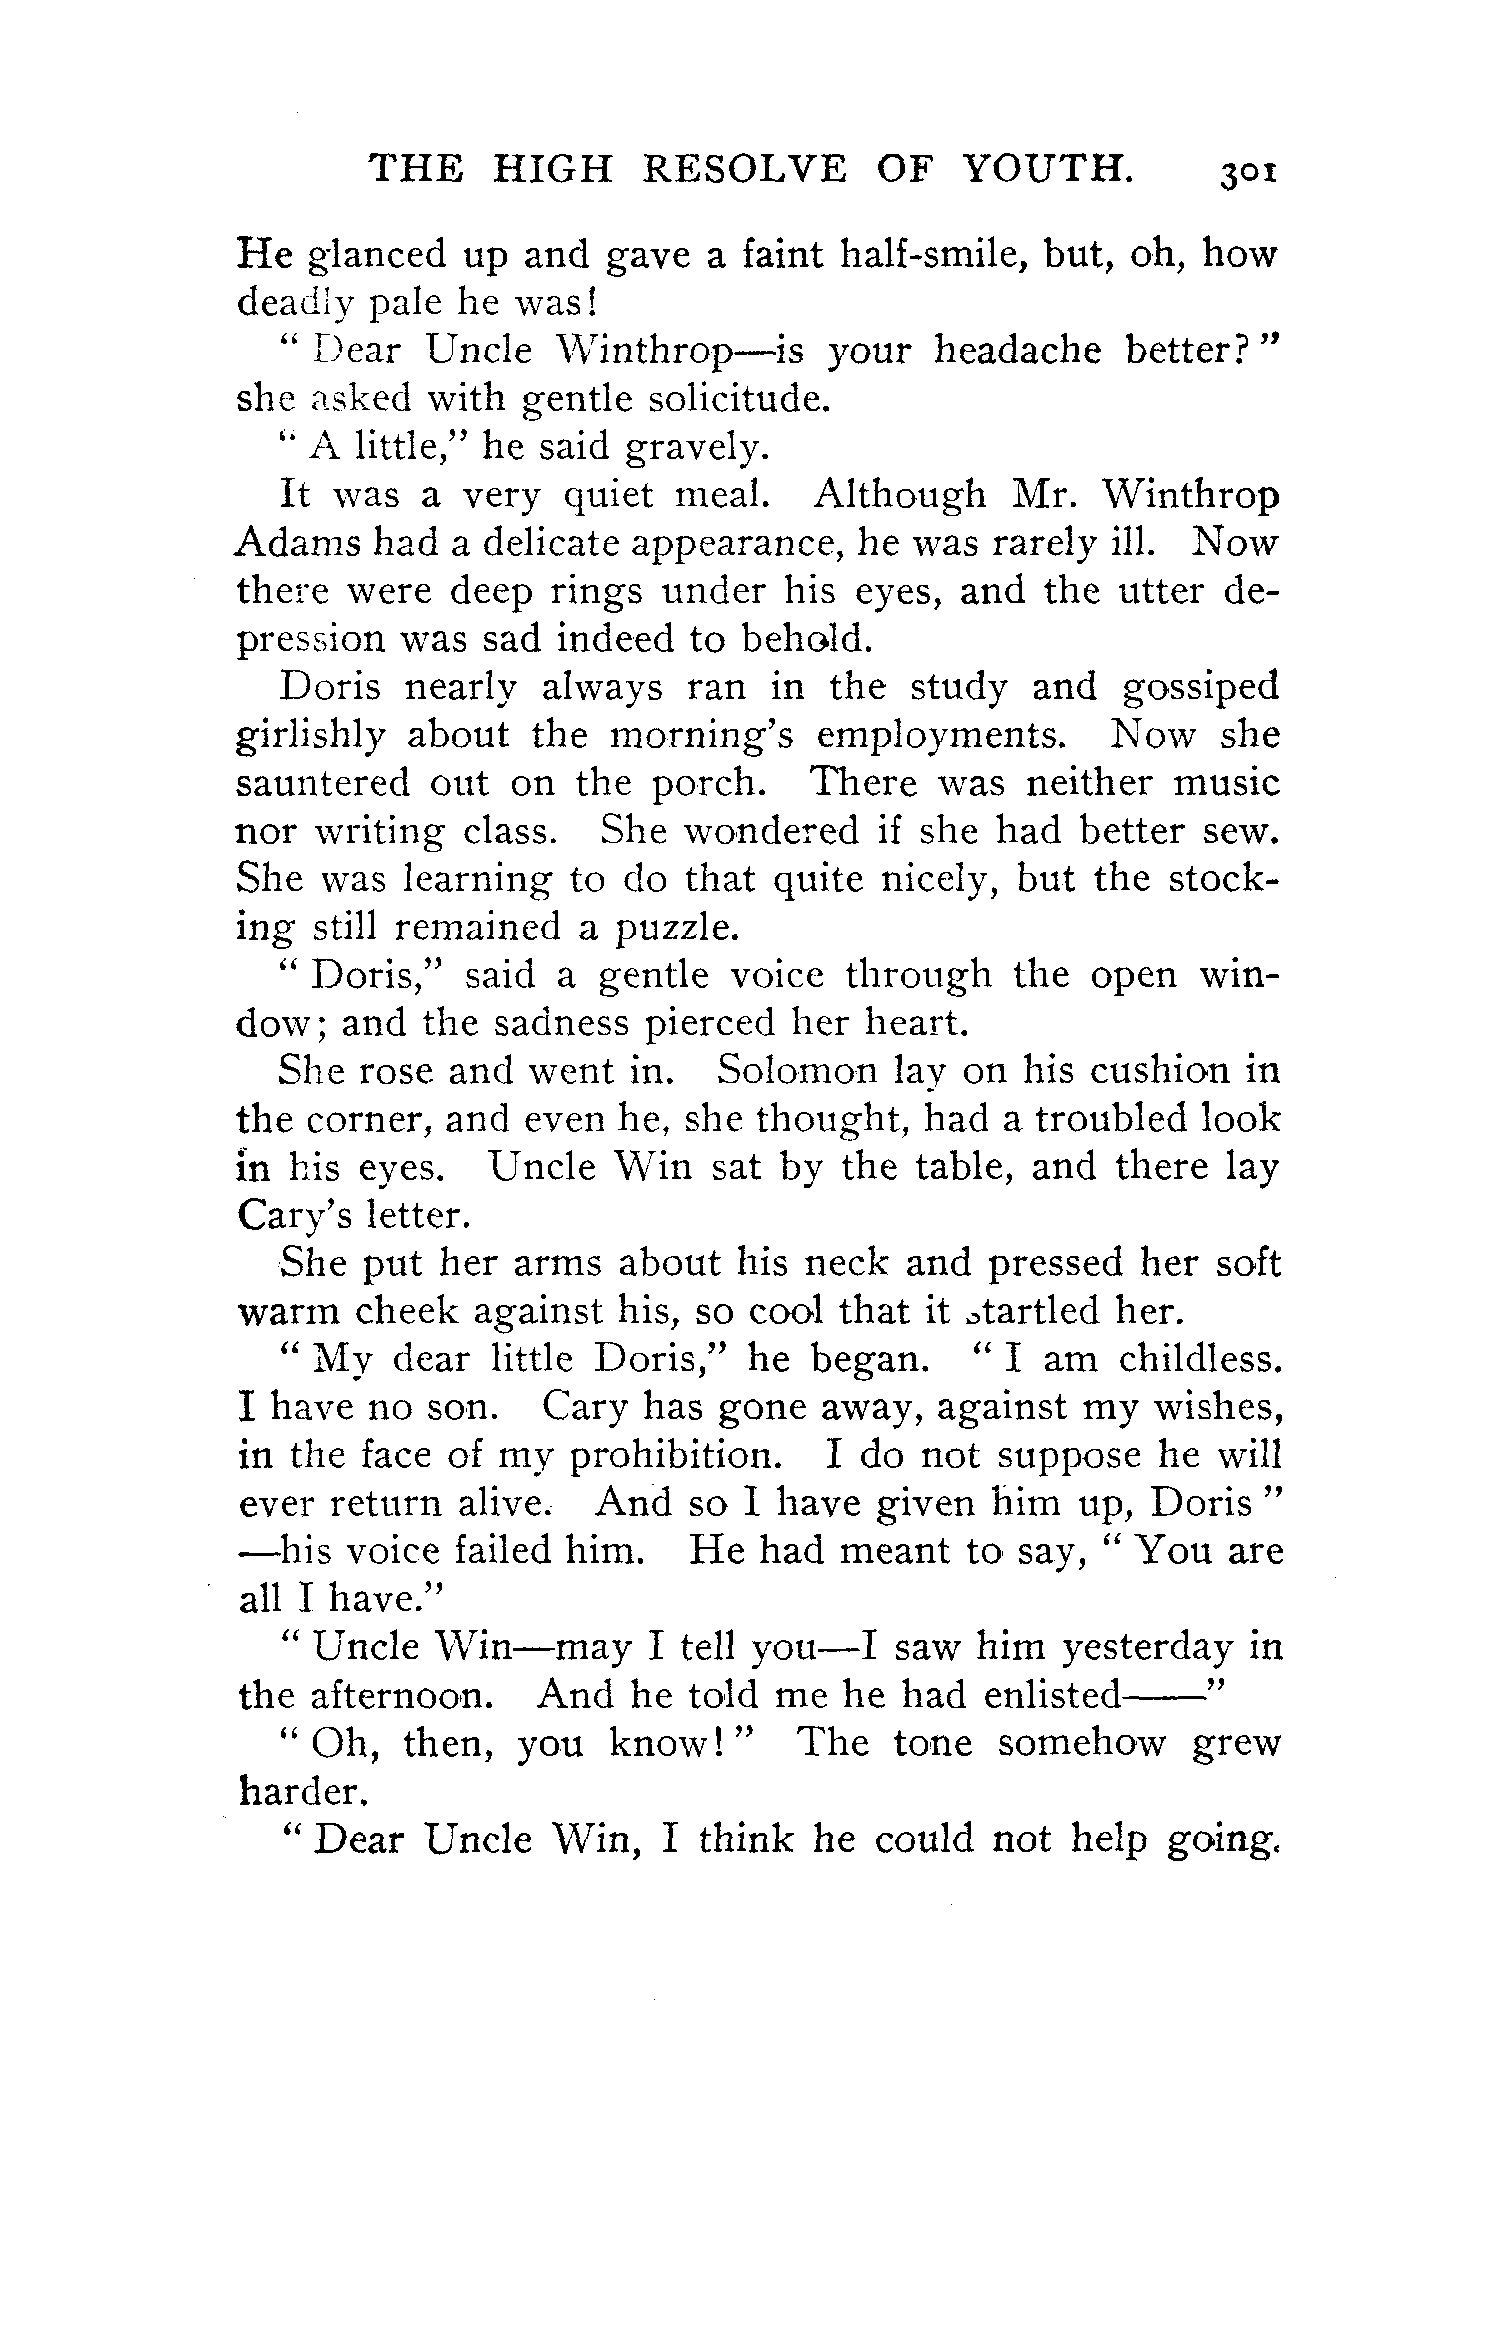 THE HIGH RESOLVE OF YOUTH. 301
He glanced up and gave a faint half-smile, but, oh, how
deadly pale he was!
“ Dear Uncle Winthrop—is your headache better? ”
she asked with gentle solicitude.
“ A little,” he said gravely.
It was a very quiet meal. Although Mr. Winthrop
Adams had a delicate appearance, he was rarely ill. Now
there were deep rings under his eyes, and the utter de-
pression was sad indeed to behold.
Doris nearly always ran in the study and gossiped
girlishly about the morning’s employments. Now she
sauntered out on the porch. There was neither music
nor writing class. She wondered if she had better sew.
She was learning to do that quite nicely, but the stock-
ing still remained a puzzle.
“ Doris,” said a gentle voice through the open win-
dow; and the sadness pierced her heart.
She rose and went in. Solomon lay on his cushion in
the corner, and even he, she thought, had a troubled look
in his eyes. Uncle Win sat by the table, and there lay
Cary’s letter.
She put her arms about his neck and pressed her soft
warm cheek against his, so cool that it startled her.
“ My dear little Doris,” he began. “ I am childless.
I have no son. Cary has gone away, against my wishes,
in the face of my prohibition. I do not suppose he will
ever return alive. And so I have given him up, Doris ”
—his voice failed him. He had meant to say, “ You are
all I have.”
“ Uncle Win—may I tell you—I saw him yesterday in
the afternoon. And he told me he had enlisted——”
“ Oh, then, you know! ” The tone somehow grew
harder.
“ Dear Uncle Win, I think he could not help going.